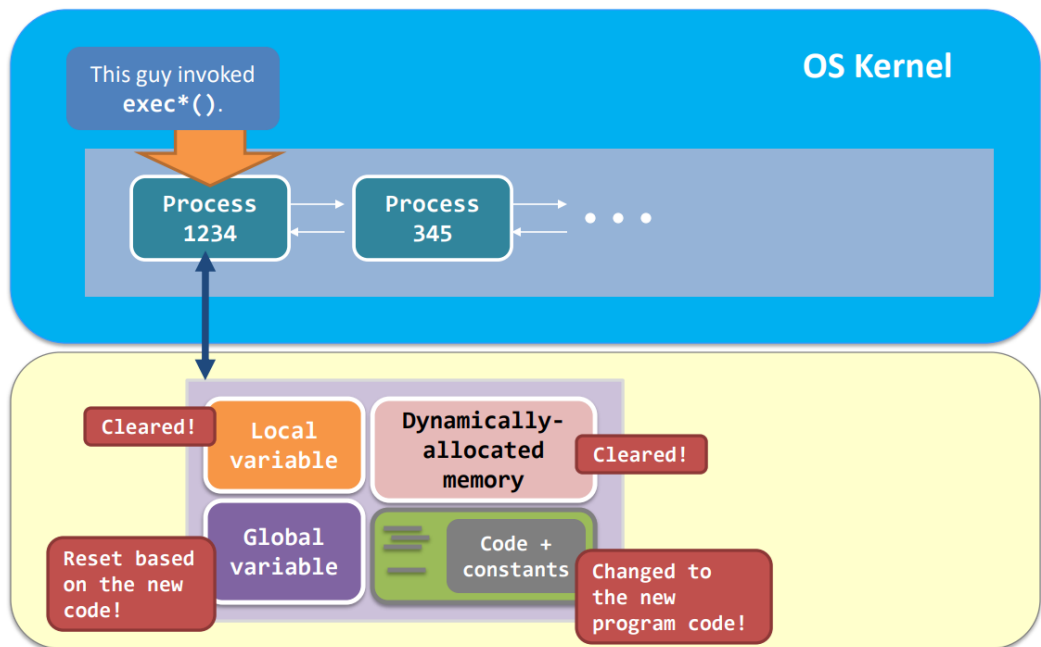 OS Kernel
This guy invoked
exec*().
Process
1234
Process
345
Cleared!
Local
variable
Dynamically-
allocated
memory
Cleared!
Reset based
on the new
code!
Global
variable
Code +
constants
Changed to
the new
program code!